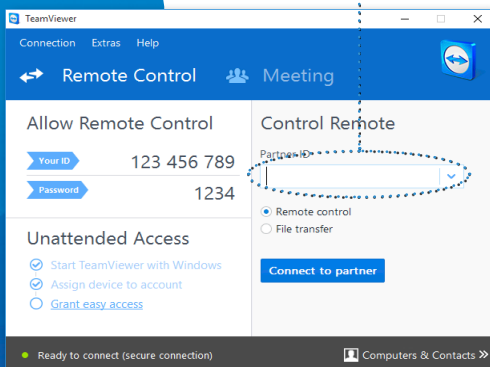 TeamViewer
Connection Extras Help
Remote Control Meeting
Allow Remote Control
Your ID 123 456 789
Password 1234
Unattended Access
Start TeamViewer with Windows
Assign device to account
Grant easy access
Control Remote
Partner ID
Remote control
File transfer
Connect to partner
Ready to connect (secure connection)
Computers & Contacts